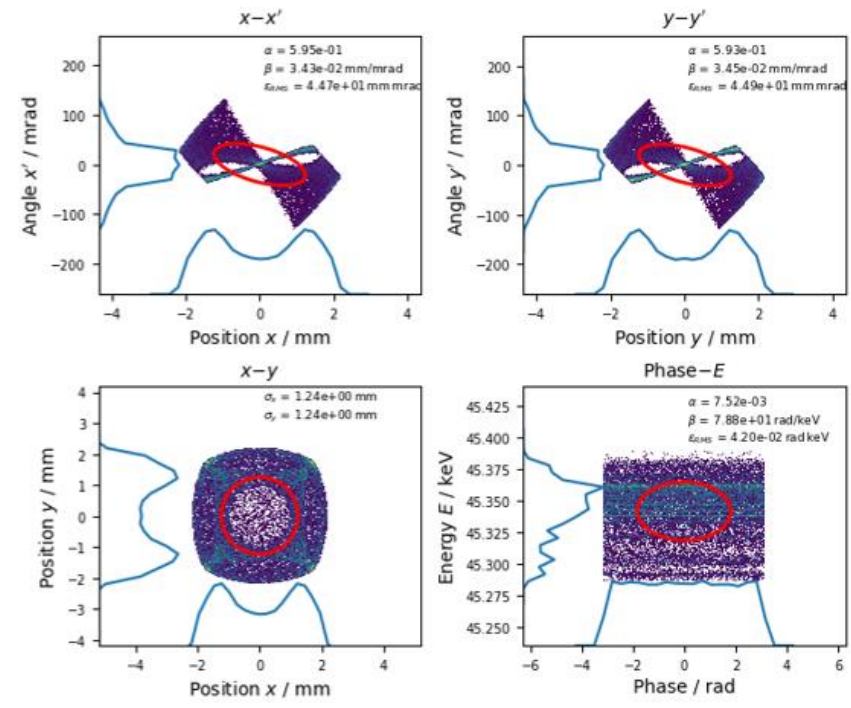 x−x′
α = 5.95e-01
β = 3.43e-02 mm/mrad
ε_RMS = 4.47e+01 mm mrad
200
100
0
−100
−200
Angle x′ / mrad
−4 −2 0 2 4
Position x / mm
y−y′
α = 5.93e-01
β = 3.45e-02 mm/mrad
ε_RMS = 4.49e+01 mm mrad
200
100
0
−100
−200
Angle y′ / mrad
−4 −2 0 2 4
Position y / mm
x−y
σₓ = 1.24e+00 mm
σᵧ = 1.24e+00 mm
4
3
2
1
0
−1
−2
−3
−4
Position y / mm
−4 −2 0 2 4
Position x / mm
Phase−E
α = 7.52e-03
β = 7.88e+01 rad/keV
ε_RMS = 4.20e-02 rad keV
45.425
45.400
45.375
45.350
45.325
45.300
45.275
45.250
Energy E / keV
−6 −4 −2 0 2 4 6
Phase / rad